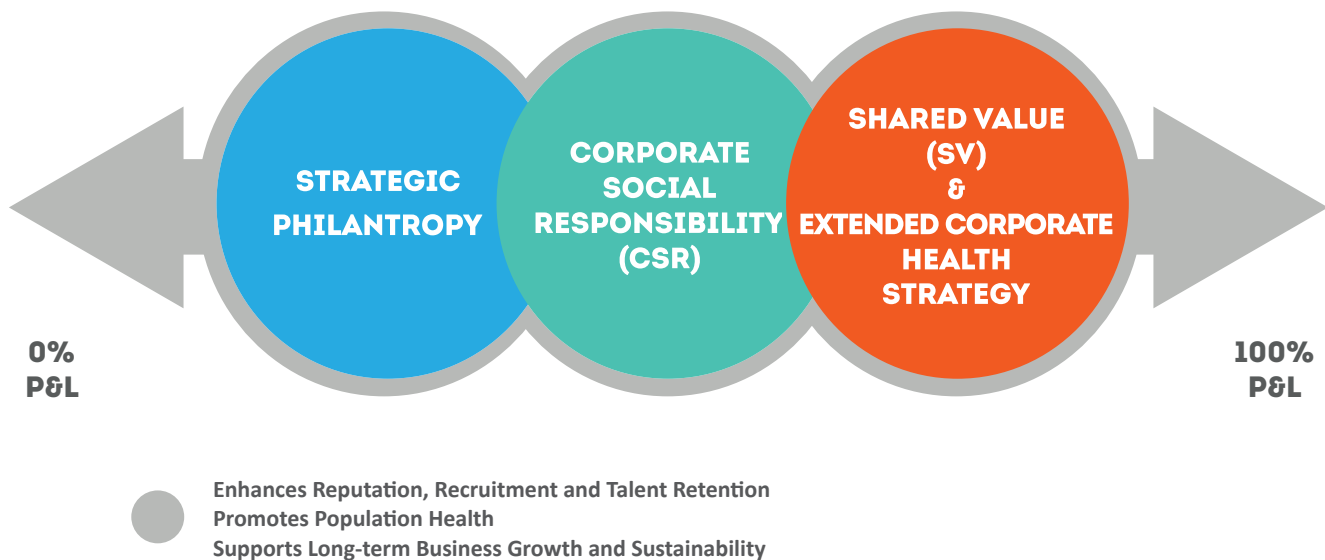 STRATEGIC
PHILANTROPY
CORPORATE
SOCIAL
RESPONSIBILITY
(CSR)
SHARED VALUE
(SV)
&
EXTENDED CORPORATE
HEALTH
STRATEGY
0%
P&L
100%
P&L
Enhances Reputation, Recruitment and Talent Retention
Promotes Population Health
Supports Long-term Business Growth and Sustainability